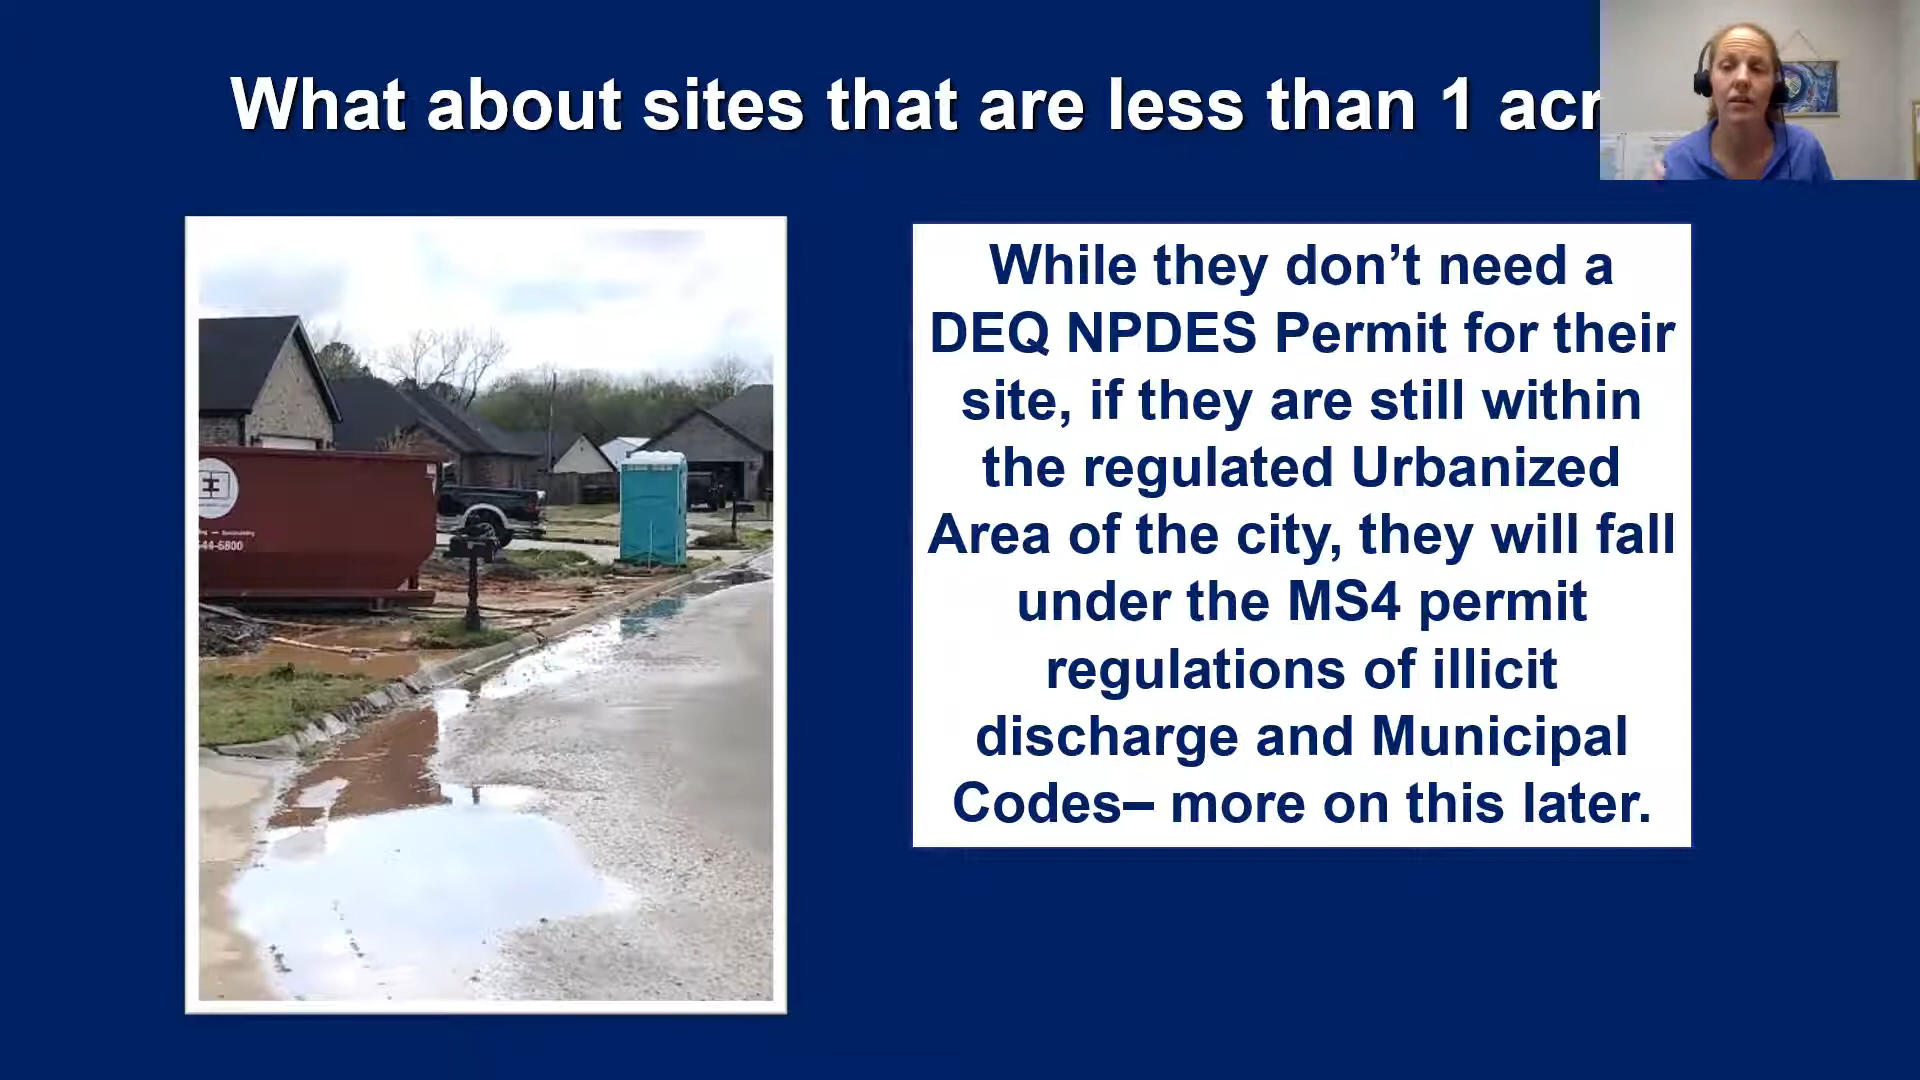 What about sites that are less than 1 acr
While they don’t need a
DEQ NPDES Permit for their
site, if they are still within
the regulated Urbanized
Area of the city, they will fall
under the MS4 permit
regulations of illicit
discharge and Municipal
Codes– more on this later.
44-6800